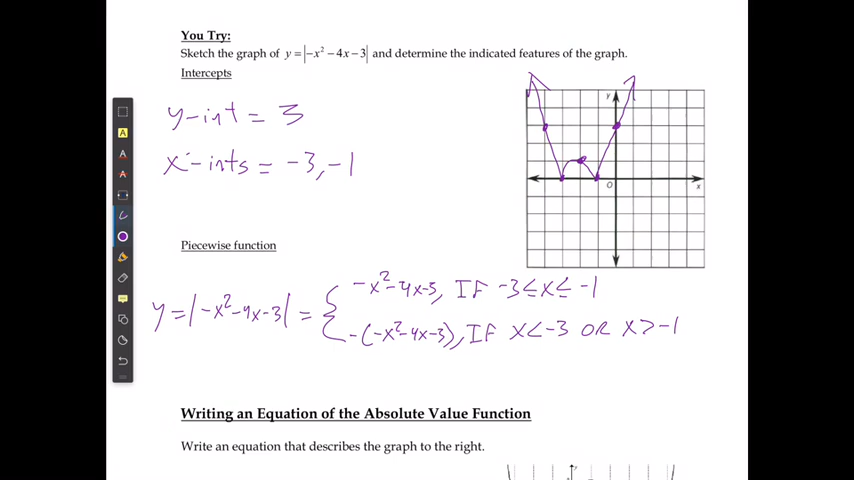 You Try:
Sketch the graph of y = |−x² − 4x − 3| and determine the indicated features of the graph.
Intercepts
y-int = 3
x-ints = -3, -1
y
x
O
Piecewise function
y = |-x²-4x-3| = { -x²-4x-3, IF -3≤x≤-1
-(-x²-4x-3), IF x<-3 OR x>-1
Writing an Equation of the Absolute Value Function
Write an equation that describes the graph to the right.
y